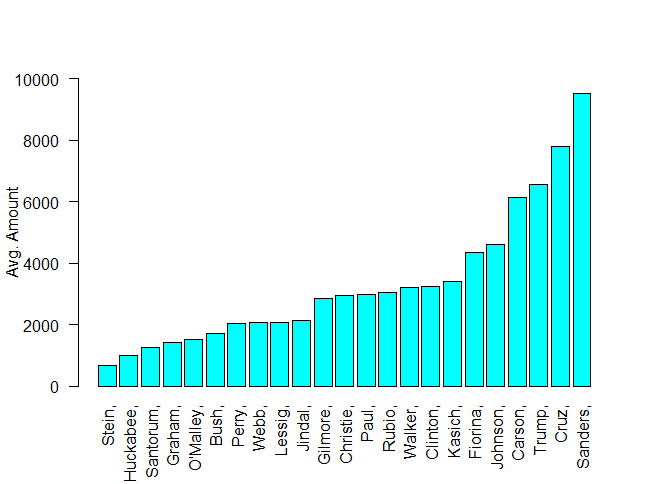 10000
8000
6000
4000
2000
0
Avg. Amount
Stein,
Huckabee,
Santorum,
Graham,
O'Malley,
Bush,
Perry,
Webb,
Lessig,
Jindal,
Gilmore,
Christie,
Paul,
Rubio,
Walker,
Clinton,
Kasich,
Fiorina,
Johnson,
Carson,
Trump,
Cruz,
Sanders,